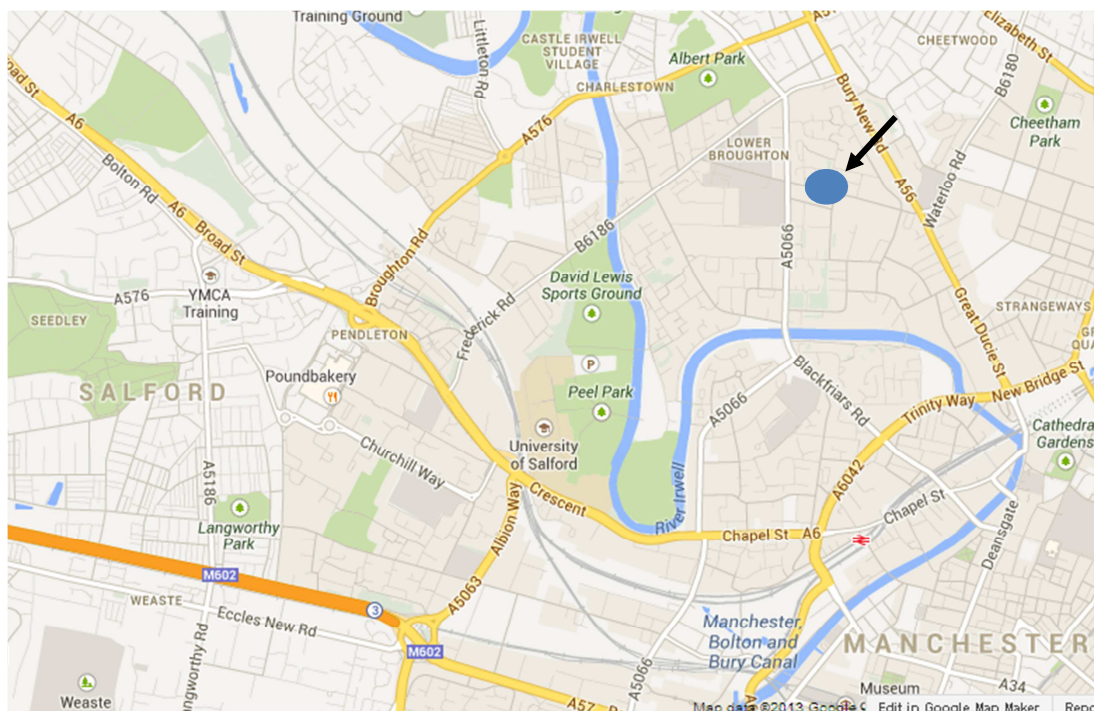 Training Ground
Littleton Rd
CASTLE IRWELL
STUDENT
VILLAGE
Albert Park
CHARLESTOWN
Elizabeth St
CHEETWOOD
B6180
Bury New Rd
Cheetham
Park
A6
Bolton Rd
A576
LOWER
BROUGHTON
A56
Waterloo Rd
A6
Broad St
B6186
A5066
Broughton Rd
David Lewis
Sports Ground
A576
YMCA
Training
SEEDLEY
Frederick Rd
PENDLETON
Great Ducie St
STRANGEWAYS
P
Poundbakery
SALFORD
Peel Park
Blackfriars Rd
New Bridge St
Trinity Way
A5066
University
of Salford
Churchill Way
Cathedra
Gardens
A5186
A6042
River Irwell
Crescent
Albion Way
Chapel St
Langworthy
Park
Chapel St A6
Deansgate
M602
A5063
WEASTE
3
Eccles New Rd
Manchester,
Bolton and
Bury Canal
MANCHESTER
M602
A5066
Weaste
A57
Museum
A34
Map data ©2013 Google
Edit in Google Map Maker
Repo